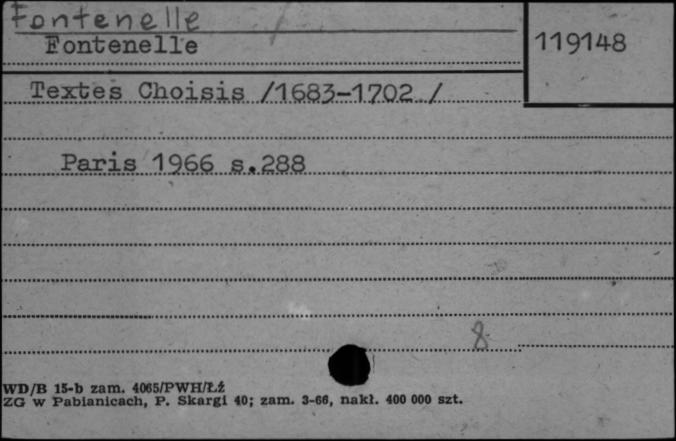 Fontenelle
Fontenelle
119148
Textes Choisis /1683-1702 /
Paris 1966 s.288
8
WD/B 15-b zam. 4065/PWH/ŁŹ
ZG w Pabianicach, P. Skargi 40; zam. 3-66, nakł. 400 000 szt.